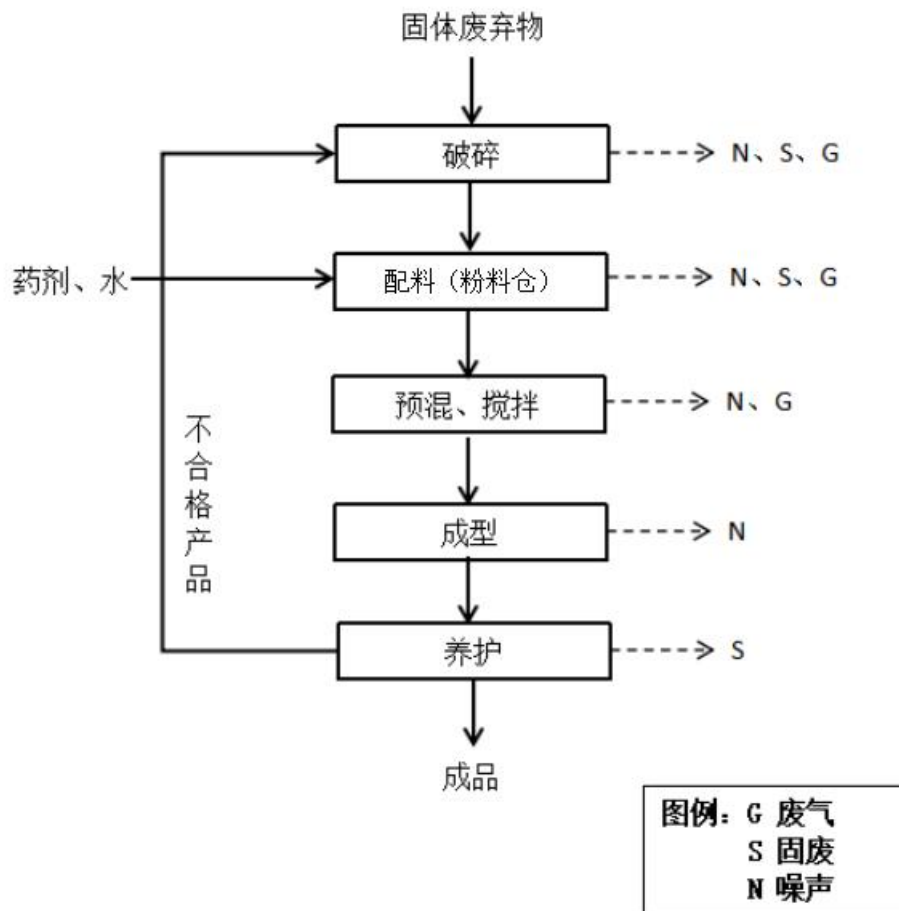 固体废弃物
破碎
N、S、G
药剂、水
配料（粉料仓）
N、S、G
预混、搅拌
N、G
不合格产品
成型
N
养护
S
成品
图例：G 废气
S 固废
N 噪声